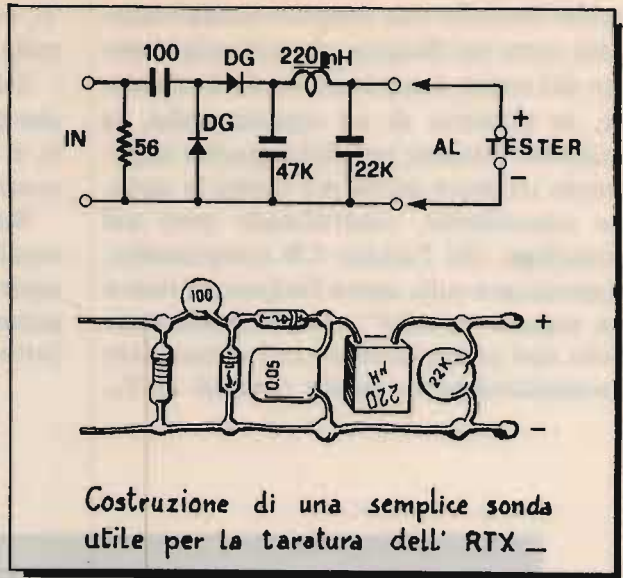 100
DG
220µH
IN
56
DG
47K
22K
+
AL TESTER
−
100
0.05
220
µH
22K
+
−
Costruzione di una semplice sonda
utile per la taratura dell' RTX _